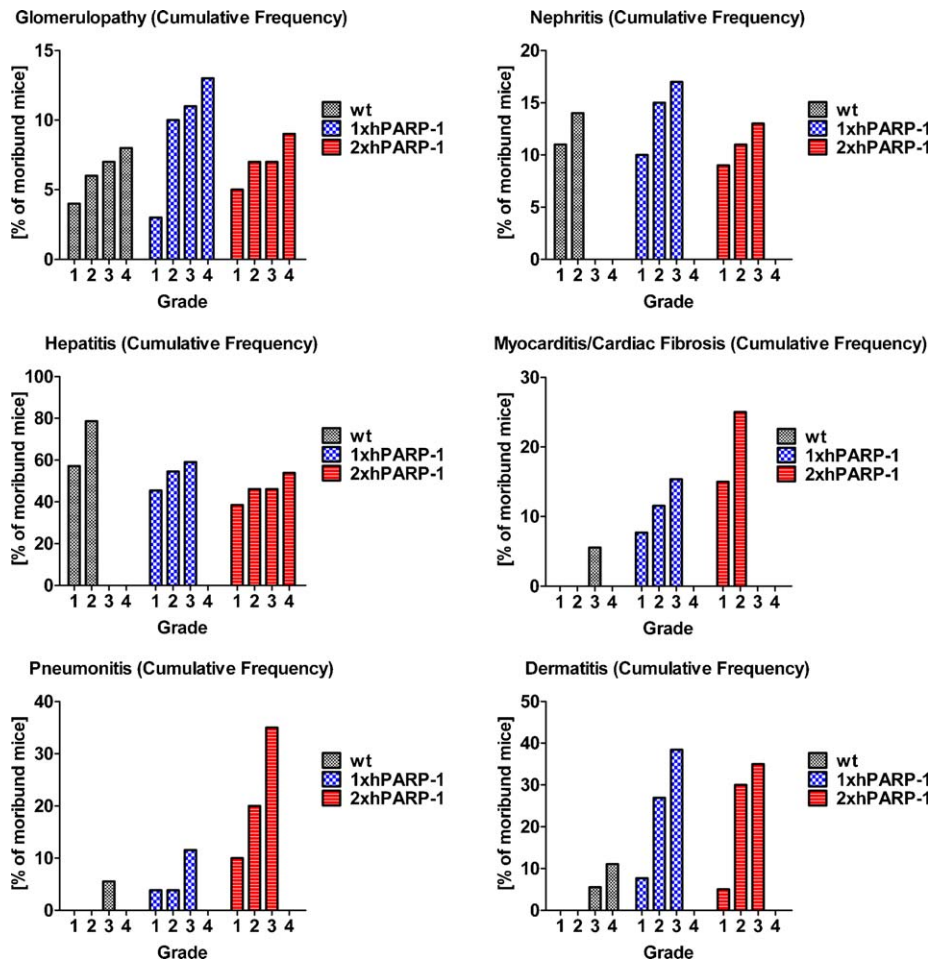 Glomerulopathy (Cumulative Frequency)
[% of moribund mice]
15
10
5
0
1 2 3 4 1 2 3 4 1 2 3 4
Grade
wt
1xhPARP-1
2xhPARP-1
Nephritis (Cumulative Frequency)
[% of moribund mice]
20
15
10
5
0
1 2 3 4 1 2 3 4 1 2 3 4
Grade
wt
1xhPARP-1
2xhPARP-1
Hepatitis (Cumulative Frequency)
[% of moribund mice]
100
80
60
40
20
0
1 2 3 4 1 2 3 4 1 2 3 4
Grade
wt
1xhPARP-1
2xhPARP-1
Myocarditis/Cardiac Fibrosis (Cumulative Frequency)
[% of moribund mice]
30
20
10
0
1 2 3 4 1 2 3 4 1 2 3 4
Grade
wt
1xhPARP-1
2xhPARP-1
Pneumonitis (Cumulative Frequency)
[% of moribund mice]
40
30
20
10
0
1 2 3 4 1 2 3 4 1 2 3 4
Grade
wt
1xhPARP-1
2xhPARP-1
Dermatitis (Cumulative Frequency)
[% of moribund mice]
50
40
30
20
10
0
1 2 3 4 1 2 3 4 1 2 3 4
Grade
wt
1xhPARP-1
2xhPARP-1